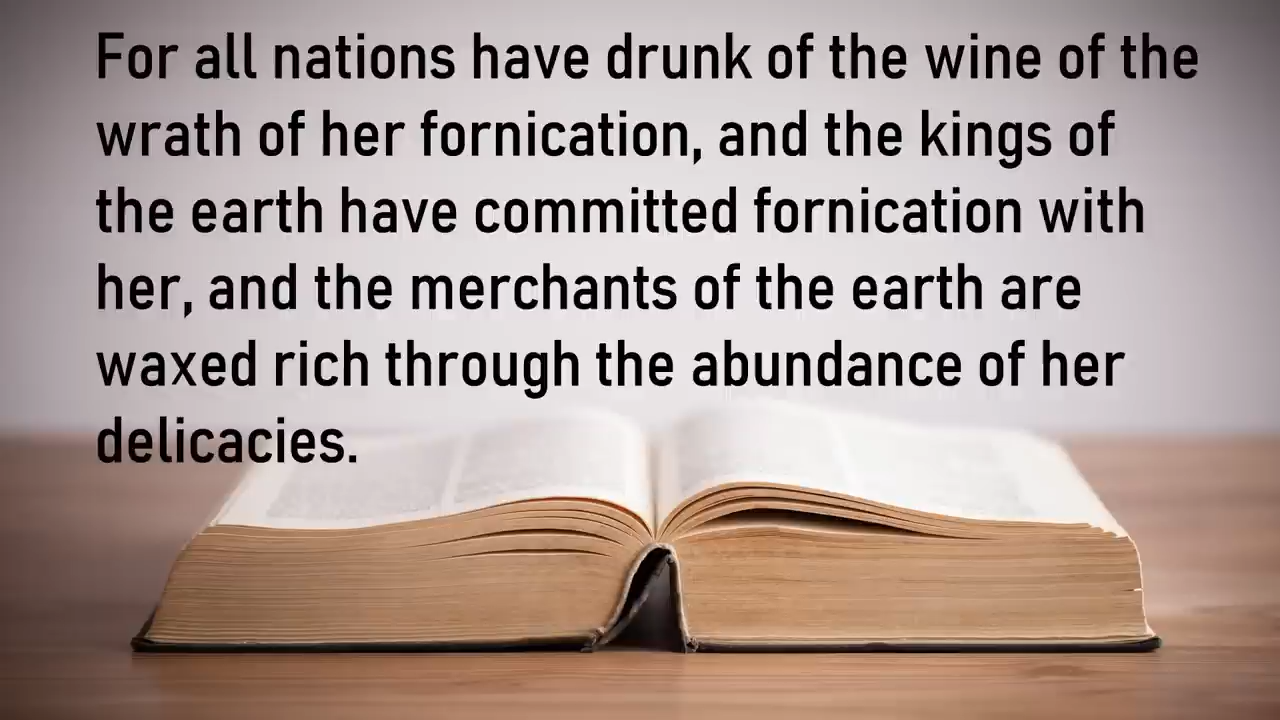 For all nations have drunk of the wine of the
wrath of her fornication, and the kings of
the earth have committed fornication with
her, and the merchants of the earth are
waxed rich through the abundance of her
delicacies.